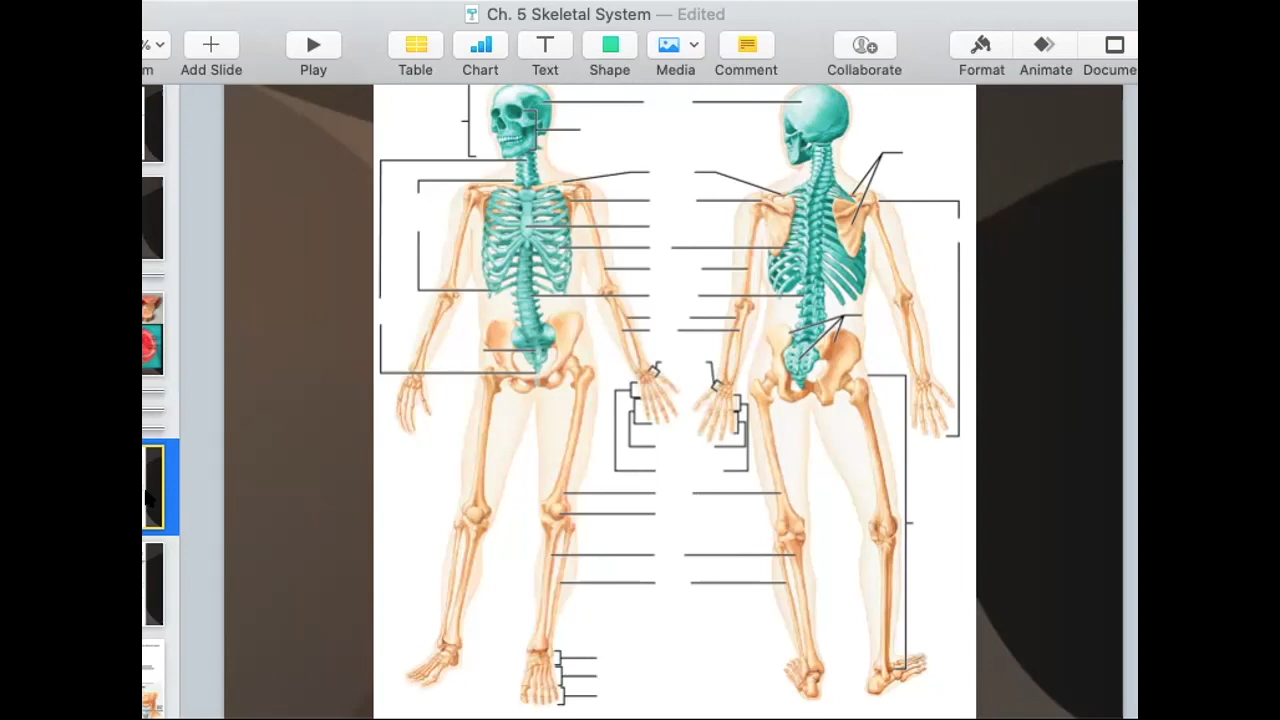 Ch. 5 Skeletal System — Edited
%
m
Add Slide
Play
Table
Chart
Text
Shape
Media
Comment
Collaborate
Format
Animate
Docume